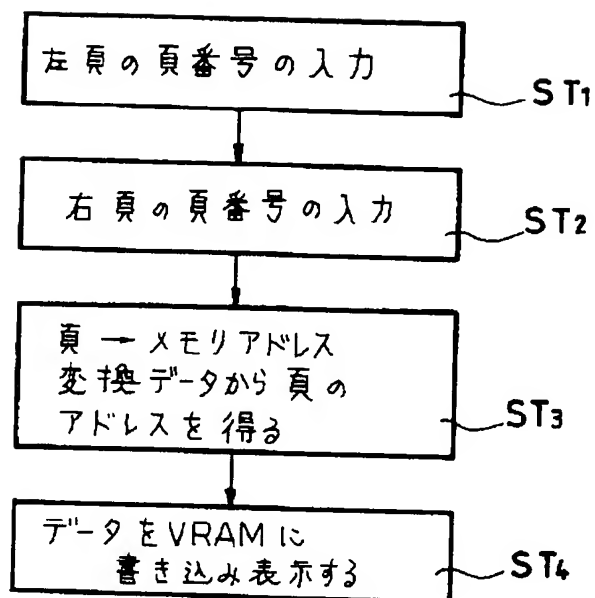 左頁の頁番号の入力
ST1
右頁の頁番号の入力
ST2
頁→メモリアドレス
変換データから頁の
アドレスを得る
ST3
データをVRAMに
書き込み表示する
ST4